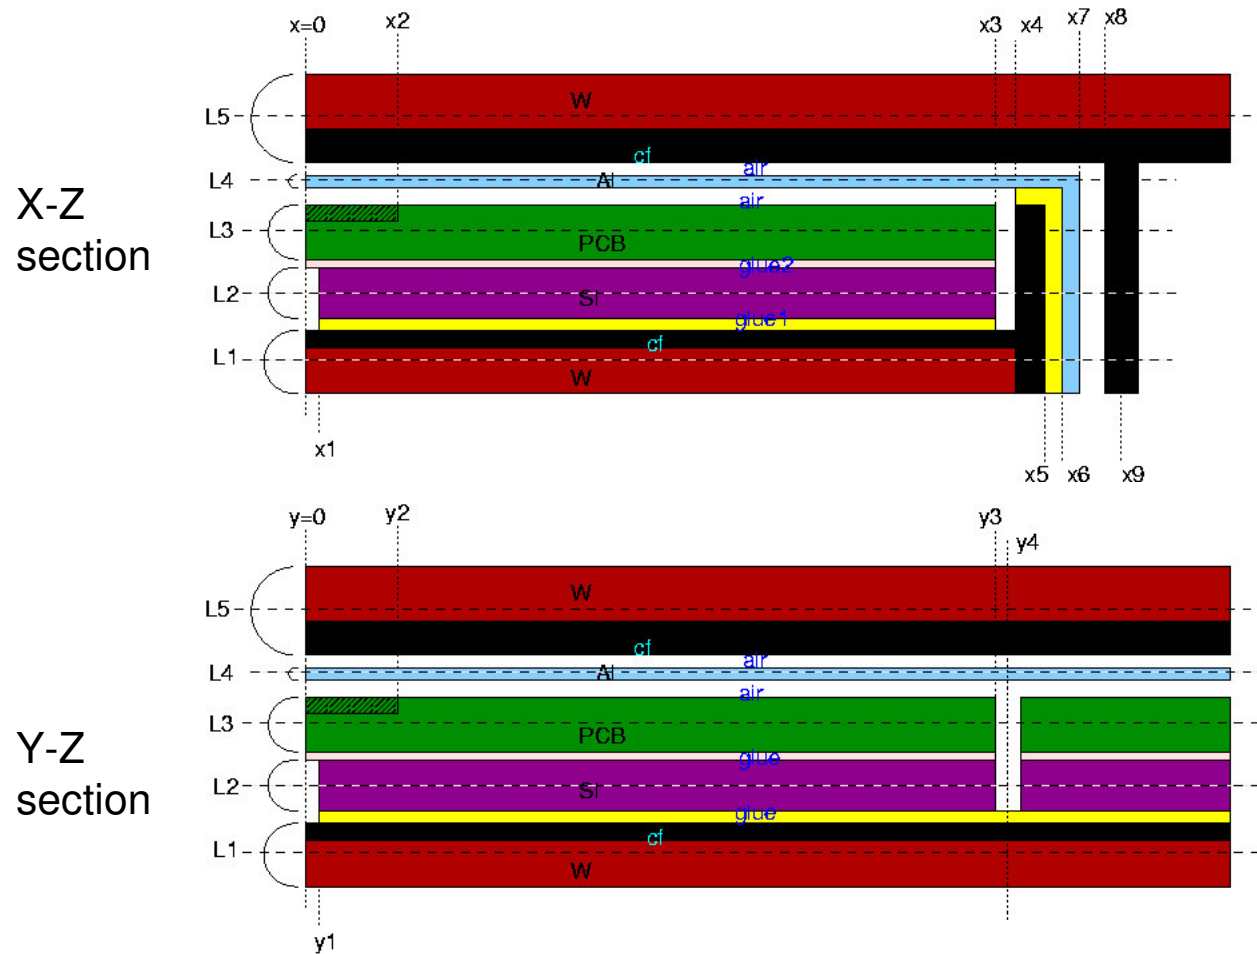 x=0 x2 x3 x4 x7 x8
W
L5
cf
air
L4 Al
air
X-Z
section
L3
PCB
glue2
L2 SI
glue1
cf
L1
W
x1
x5 x6 x9
y=0 y2 y3 y4
W
L5
cf
air
L4 Al
air
L3
PCB
Y-Z
section
glue
L2 SI
glue
cf
L1
W
y1